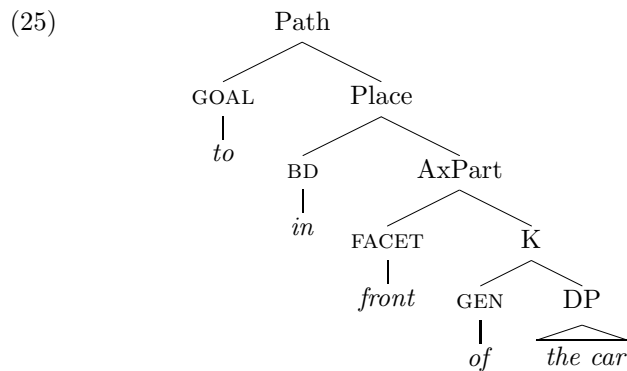 (25) Path
GOAL Place
to
BD AxPart
in
FACET K
front
GEN DP
of the car